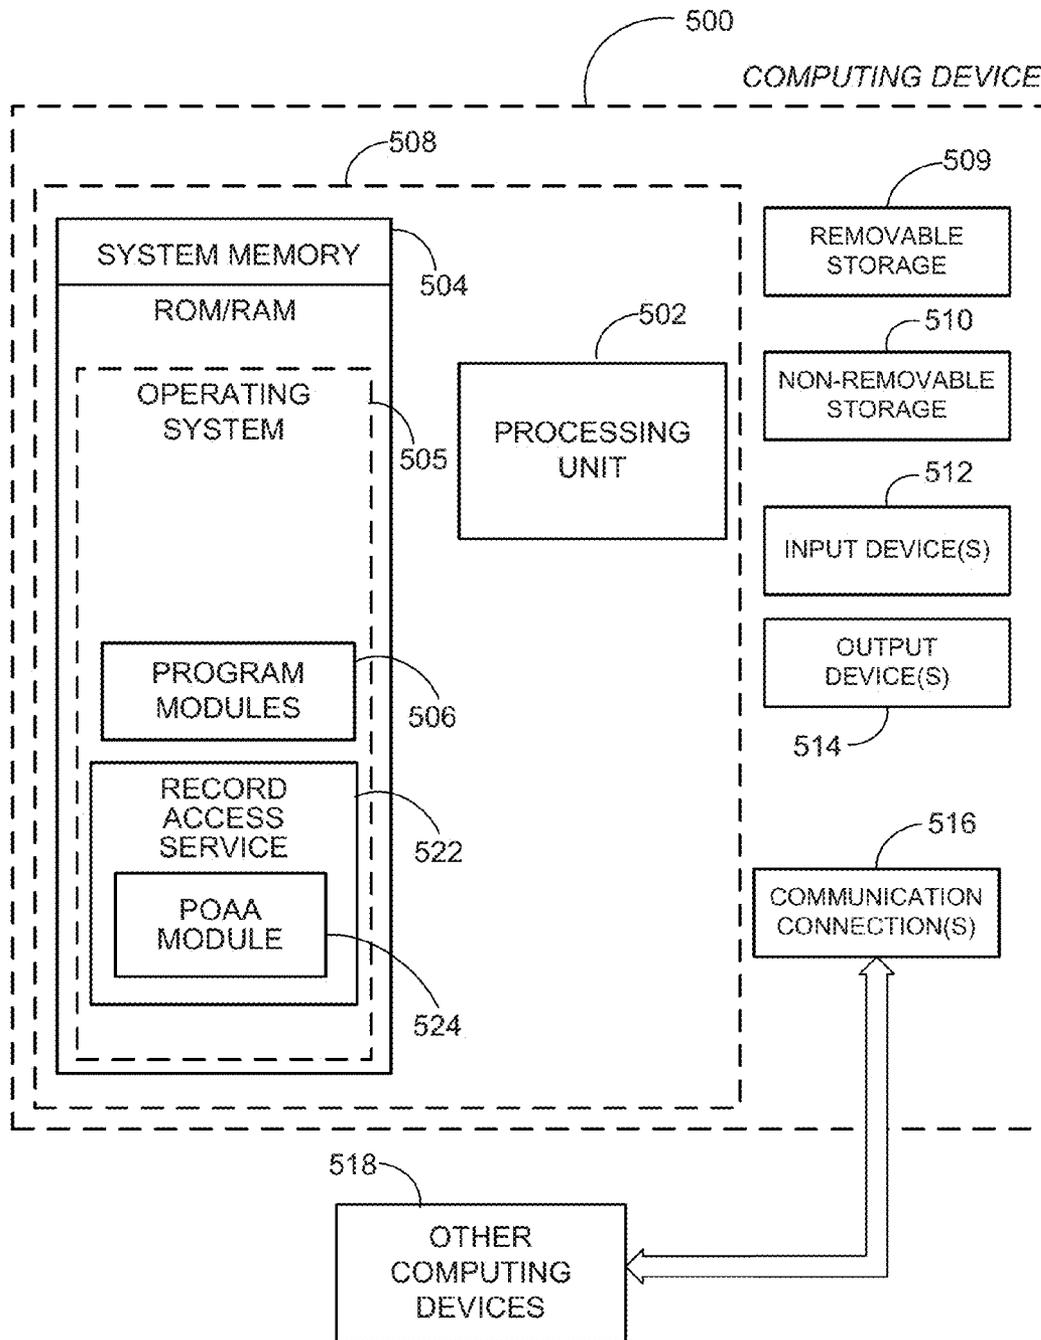 500
COMPUTING DEVICE
508
509
REMOVABLE
STORAGE
SYSTEM MEMORY
504
ROM/RAM
502
510
NON-REMOVABLE
STORAGE
OPERATING
SYSTEM
505
PROCESSING
UNIT
512
INPUT DEVICE(S)
OUTPUT
DEVICE(S)
514
PROGRAM
MODULES
506
RECORD
ACCESS
SERVICE
522
POAA
MODULE
524
516
COMMUNICATION
CONNECTION(S)
518
OTHER
COMPUTING
DEVICES